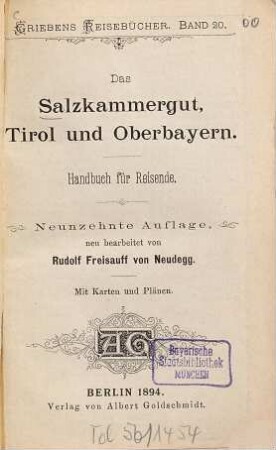 GRIEBENS REISEBÜCHER. BAND 20.
Das
Salzkammergut,
Tirol und Oberbayern.
Handbuch für Reisende.
Neunzehnte Auflage,
neu bearbeitet von
Rudolf Freisauff von Neudegg.
Mit Karten und Plänen.
AG
Bayerische
Staatsbibliothek
MÜNCHEN
BERLIN 1894.
Verlag von Albert Goldschmidt.